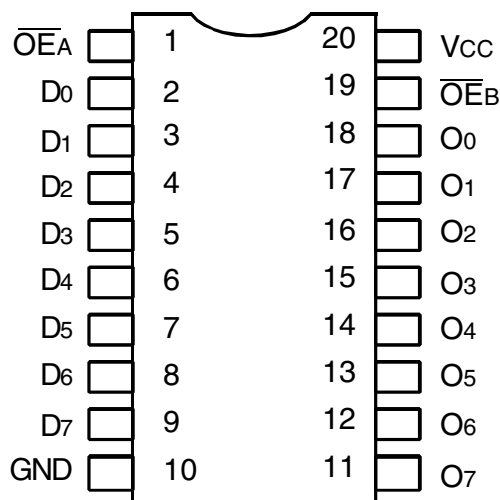 O̅E̅A 1 20 VCC
D0 2 19 O̅E̅B
D1 3 18 O0
D2 4 17 O1
D3 5 16 O2
D4 6 15 O3
D5 7 14 O4
D6 8 13 O5
D7 9 12 O6
GND 10 11 O7